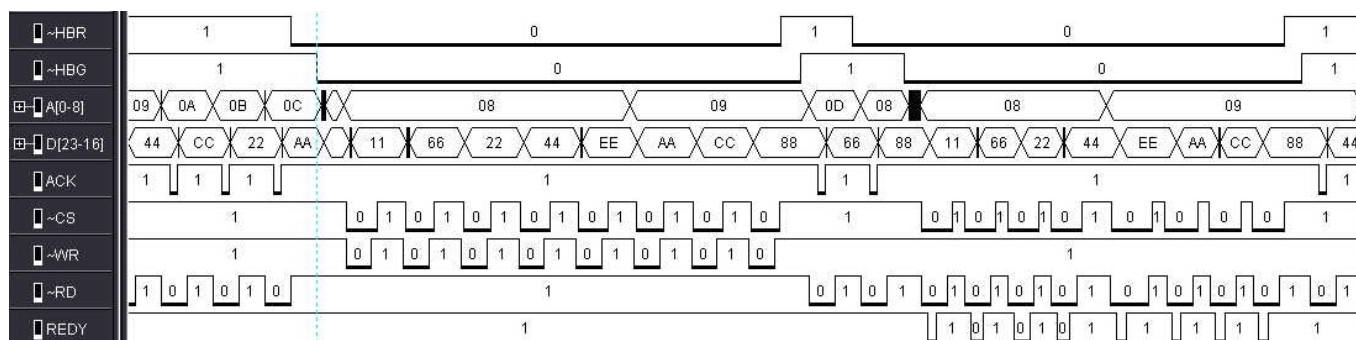 ~HBR 1 0 1 0 1
~HBG 1 0 1 0 1
A[0-8] 09 0A 0B 0C 08 09 0D 08 08 09
D[23-16] 44 CC 22 AA 11 66 22 44 EE AA CC 88 66 88 11 66 22 44 EE AA CC 88 44
ACK 1 1 1 1 1 1 1
~CS 1 0 1 0 1 0 1 0 1 0 1 0 1 0 1 0 1 0 1 0 1 0 1 0 1 0 1 0 0 0 1
~WR 1 0 1 0 1 0 1 0 1 0 1 0 1 0 1 0 1
~RD 1 0 1 0 1 0 1 0 1 0 1 0 1 0 1 0 1 0 1 0 1 0 1 0 1 0 1 0 1
REDY 1 1 0 1 0 1 0 1 1 1 1 1